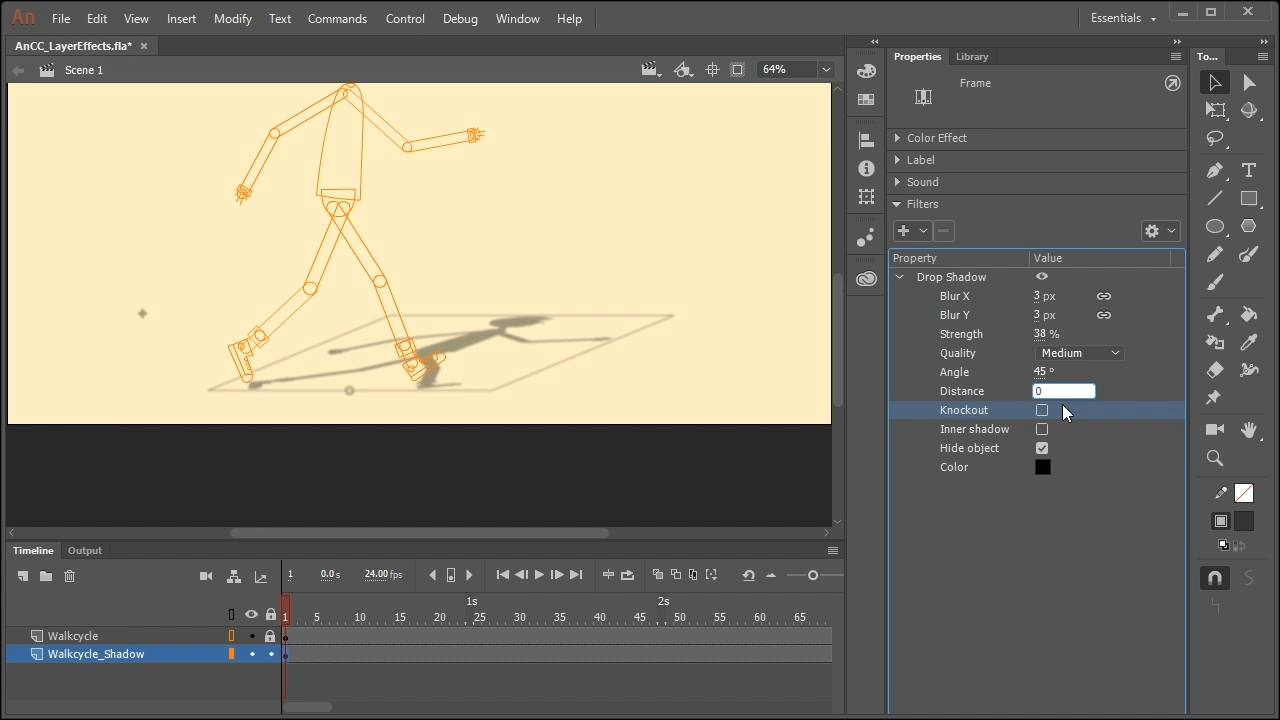 An File Edit View Insert Modify Text Commands Control Debug Window Help Essentials
AnCC_LayerEffects.fla*
Scene 1
64%
Properties Library
To...
Frame
Color Effect
Label
Sound
Filters
Property Value
Drop Shadow
Blur X 3 px
Blur Y 3 px
Strength 38 %
Quality Medium
Angle 45 °
Distance 0
Knockout
Inner shadow
Hide object
Color
Timeline Output
1 0.0 s 24.00 fps
1s 2s
1 5 10 15 20 25 30 35 40 45 50 55 60 65
Walkcycle
Walkcycle_Shadow